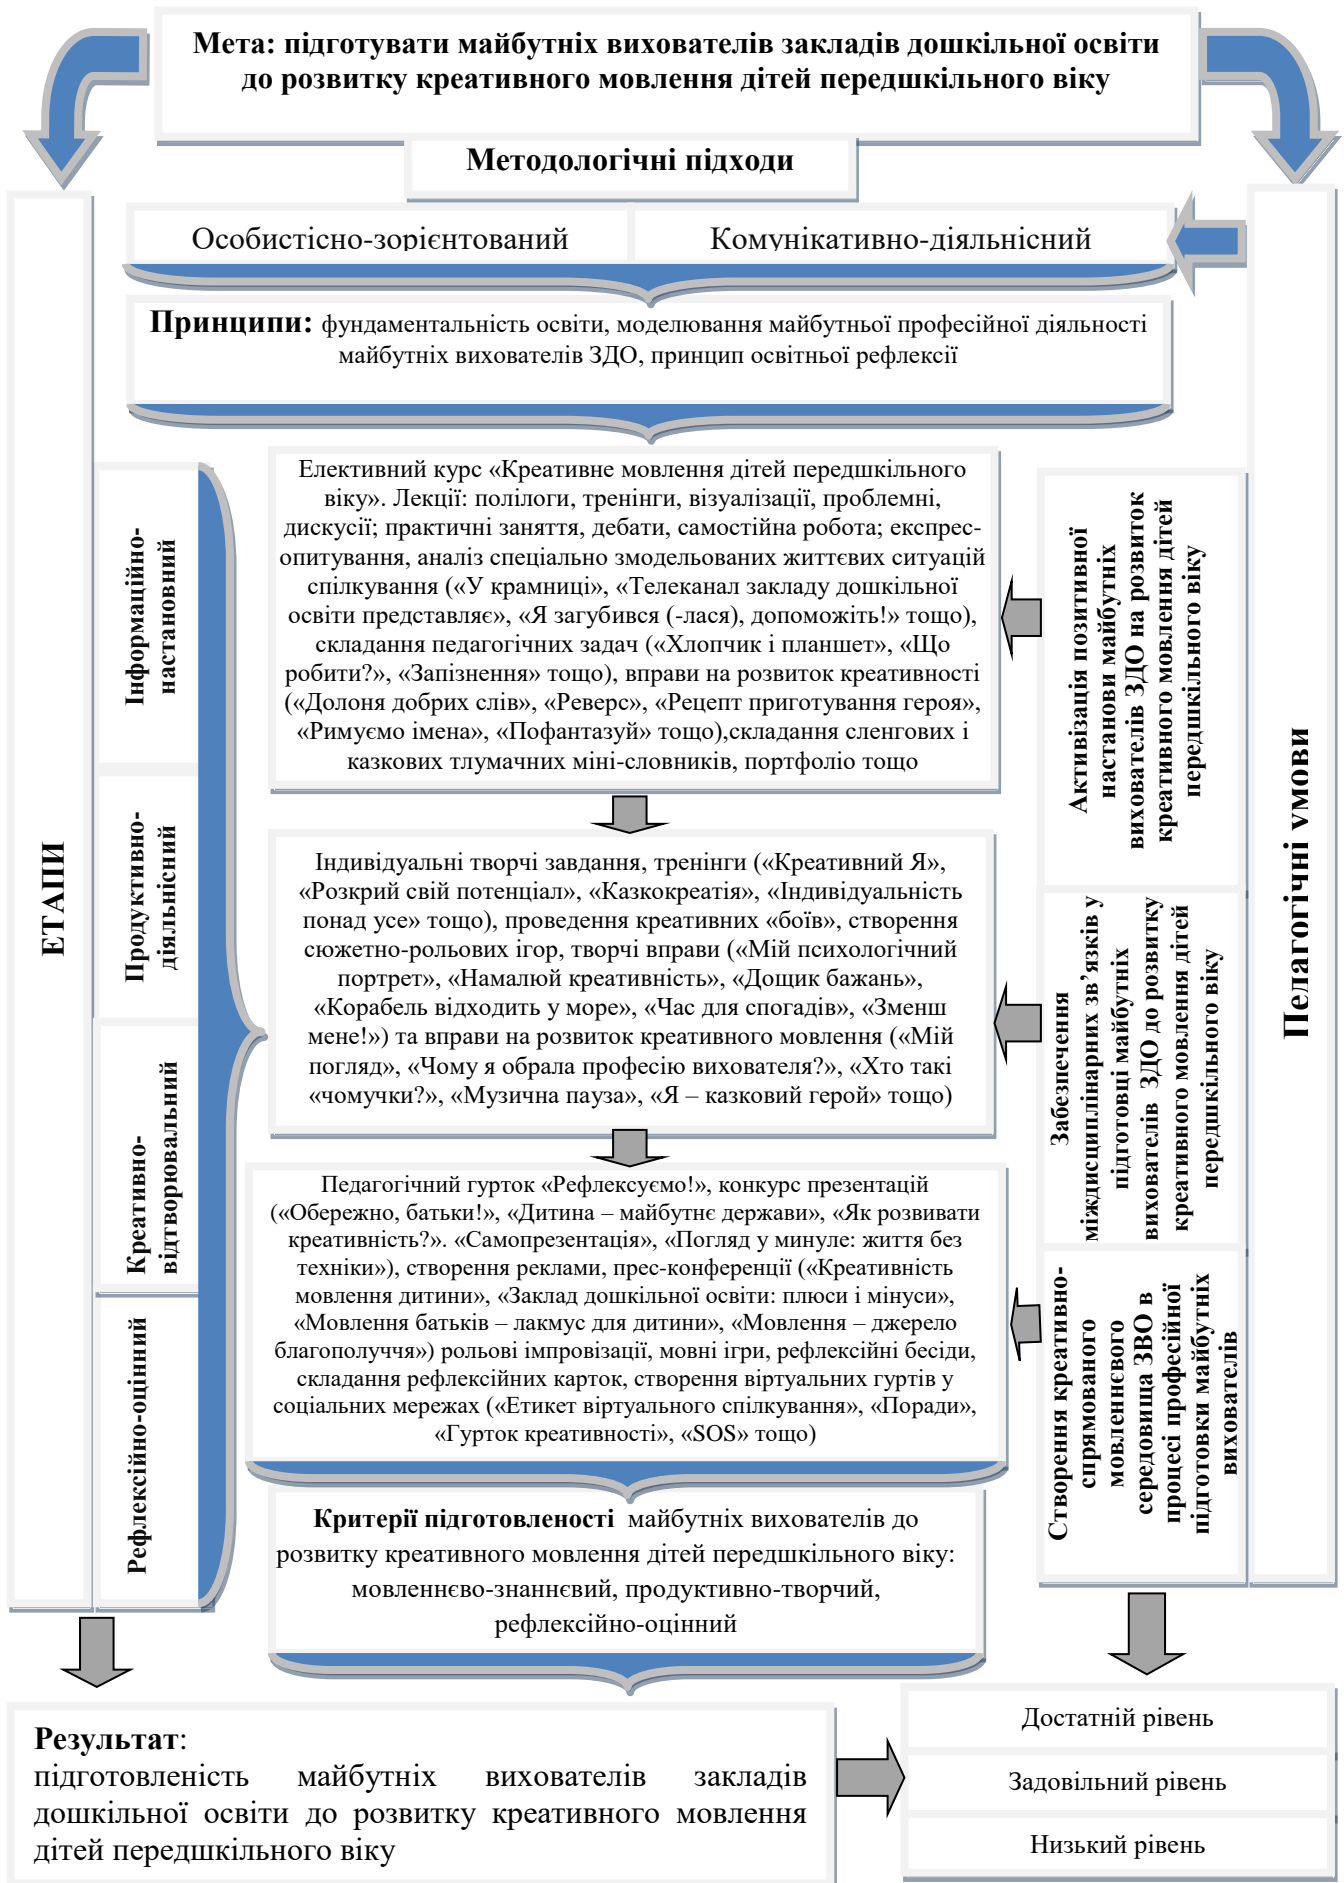 Мета: підготувати майбутніх вихователів закладів дошкільної освіти
до розвитку креативного мовлення дітей передшкільного віку
Методологічні підходи
Особистісно-зорієнтований
Комунікативно-діяльнісний
Принципи: фундаментальність освіти, моделювання майбутньої професійної діяльності
майбутніх вихователів ЗДО, принцип освітньої рефлексії
ЕТАПИ
Інформаційно-
настановний
Продуктивно-
діяльнісний
Креативно-
відтворювальний
Рефлексійно-оцінний
Елективний курс «Креативне мовлення дітей передшкільного
віку». Лекції: полілоги, тренінги, візуалізації, проблемні,
дискусії; практичні заняття, дебати, самостійна робота; експрес-
опитування, аналіз спеціально змодельованих життєвих ситуацій
спілкування («У крамниці», «Телеканал закладу дошкільної
освіти представляє», «Я загубився (-лася), допоможіть!» тощо),
складання педагогічних задач («Хлопчик і планшет», «Що
робити?», «Запізнення» тощо), вправи на розвиток креативності
(«Долоня добрих слів», «Реверс», «Рецепт приготування героя»,
«Римуємо імена», «Пофантазуй» тощо),складання сленгових і
казкових тлумачних міні-словників, портфоліо тощо
Індивідуальні творчі завдання, тренінги («Креативний Я»,
«Розкрий свій потенціал», «Казкокреатія», «Індивідуальність
понад усе» тощо), проведення креативних «боїв», створення
сюжетно-рольових ігор, творчі вправи («Мій психологічний
портрет», «Намалюй креативність», «Дощик бажань»,
«Корабель відходить у море», «Час для спогадів», «Зменш
мене!») та вправи на розвиток креативного мовлення («Мій
погляд», «Чому я обрала професію вихователя?», «Хто такі
«чомучки?», «Музична пауза», «Я – казковий герой» тощо)
Педагогічний гурток «Рефлексуємо!», конкурс презентацій
(«Обережно, батьки!», «Дитина – майбутнє держави», «Як розвивати
креативність?». «Самопрезентація», «Погляд у минуле: життя без
техніки»), створення реклами, прес-конференції («Креативність
мовлення дитини», «Заклад дошкільної освіти: плюси і мінуси»,
«Мовлення батьків – лакмус для дитини», «Мовлення – джерело
благополуччя») рольові імпровізації, мовні ігри, рефлексійні бесіди,
складання рефлексійних карток, створення віртуальних гуртів у
соціальних мережах («Етикет віртуального спілкування», «Поради»,
«Гурток креативності», «SOS» тощо)
Активізація позитивної
настанови майбутніх
вихователів ЗДО на розвиток
креативного мовлення дітей
передшкільного віку
Забезпечення
міждисциплінарних зв’язків у
підготовці майбутніх
вихователів ЗДО до розвитку
креативного мовлення дітей
передшкільного віку
Створення креативно-
спрямованого
мовленнєвого
середовища ЗВО в
процесі професійної
підготовки майбутніх
вихователів
Педагогічні умови
Критерії підготовленості майбутніх вихователів до
розвитку креативного мовлення дітей передшкільного віку:
мовленнєво-знаннєвий, продуктивно-творчий,
рефлексійно-оцінний
Результат:
підготовленість майбутніх вихователів закладів
дошкільної освіти до розвитку креативного мовлення
дітей передшкільного віку
Достатній рівень
Задовільний рівень
Низький рівень